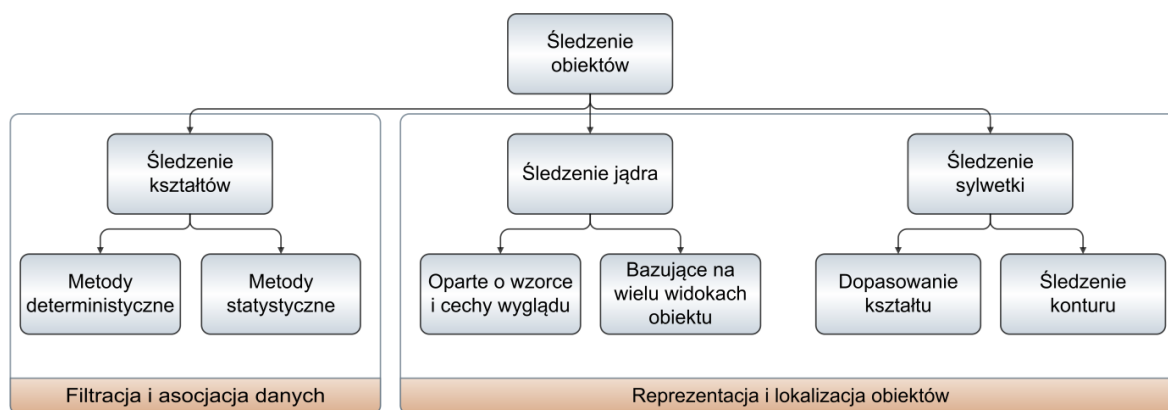 Śledzenie
obiektów
Śledzenie
kształtów
Śledzenie jądra
Śledzenie
sylwetki
Metody
deterministyczne
Metody
statystyczne
Oparte o wzorce
i cechy wyglądu
Bazujące na
wielu widokach
obiektu
Dopasowanie
kształtu
Śledzenie
konturu
Filtracja i asocjacja danych
Reprezentacja i lokalizacja obiektów